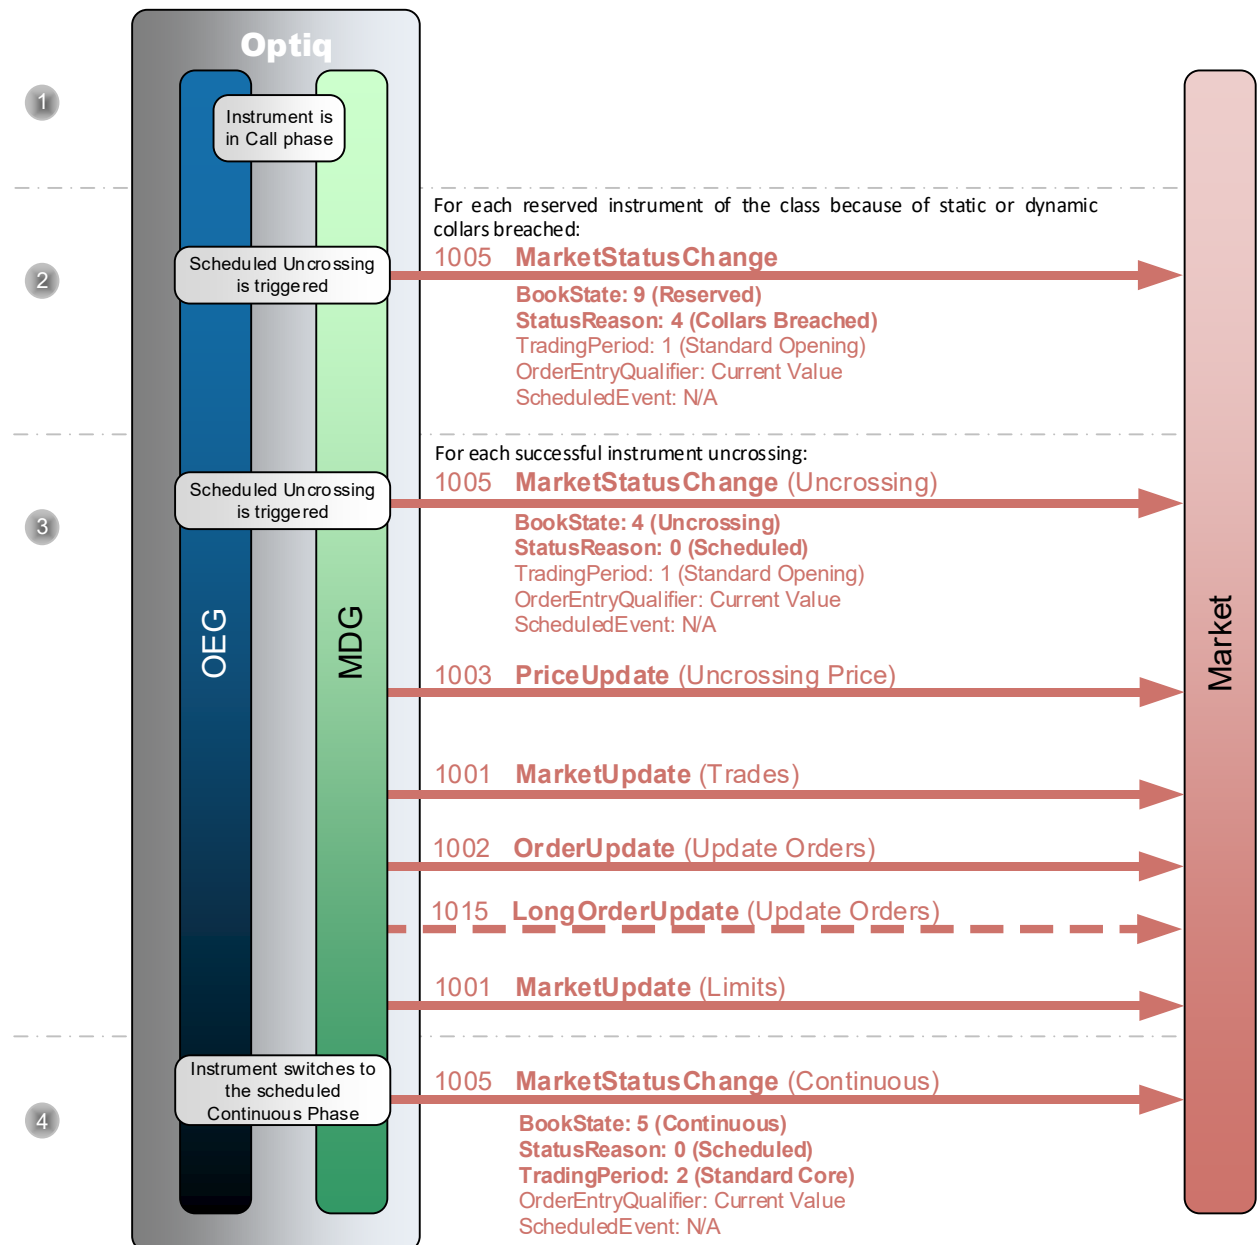 Optiq
1
Instrument is
in Call phase
For each reserved instrument of the class because of static or dynamic
collars breached:
2
Scheduled Uncrossing
is triggered
1005 MarketStatusChange
BookState: 9 (Reserved)
StatusReason: 4 (Collars Breached)
TradingPeriod: 1 (Standard Opening)
OrderEntryQualifier: Current Value
ScheduledEvent: N/A
For each successful instrument uncrossing:
3
Scheduled Uncrossing
is triggered
1005 MarketStatusChange (Uncrossing)
BookState: 4 (Uncrossing)
StatusReason: 0 (Scheduled)
TradingPeriod: 1 (Standard Opening)
OrderEntryQualifier: Current Value
ScheduledEvent: N/A
OEG
MDG
Market
1003 PriceUpdate (Uncrossing Price)
1001 MarketUpdate (Trades)
1002 OrderUpdate (Update Orders)
1015 LongOrderUpdate (Update Orders)
1001 MarketUpdate (Limits)
4
Instrument switches to
the scheduled
Continuous Phase
1005 MarketStatusChange (Continuous)
BookState: 5 (Continuous)
StatusReason: 0 (Scheduled)
TradingPeriod: 2 (Standard Core)
OrderEntryQualifier: Current Value
ScheduledEvent: N/A